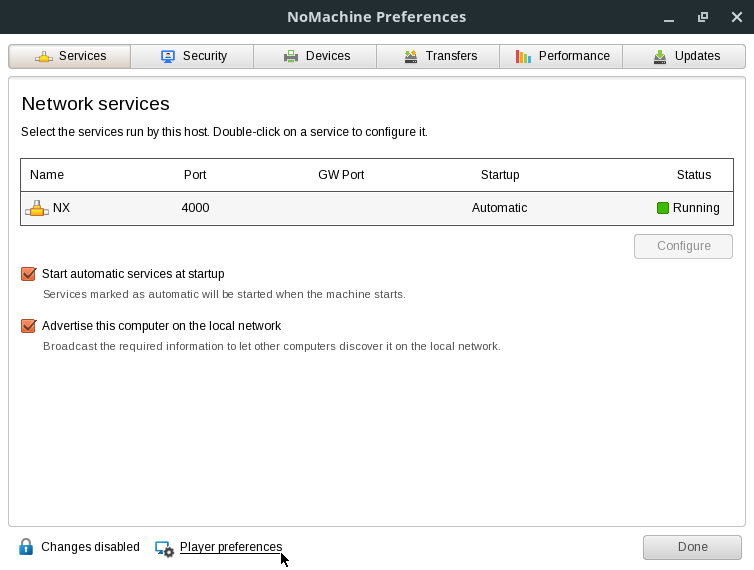 NoMachine Preferences
Services Security Devices Transfers Performance Updates
Network services
Select the services run by this host. Double-click on a service to configure it.
Name Port GW Port Startup Status
NX 4000 Automatic Running
Configure
Start automatic services at startup
Services marked as automatic will be started when the machine starts.
Advertise this computer on the local network
Broadcast the required information to let other computers discover it on the local network.
Changes disabled Player preferences Done